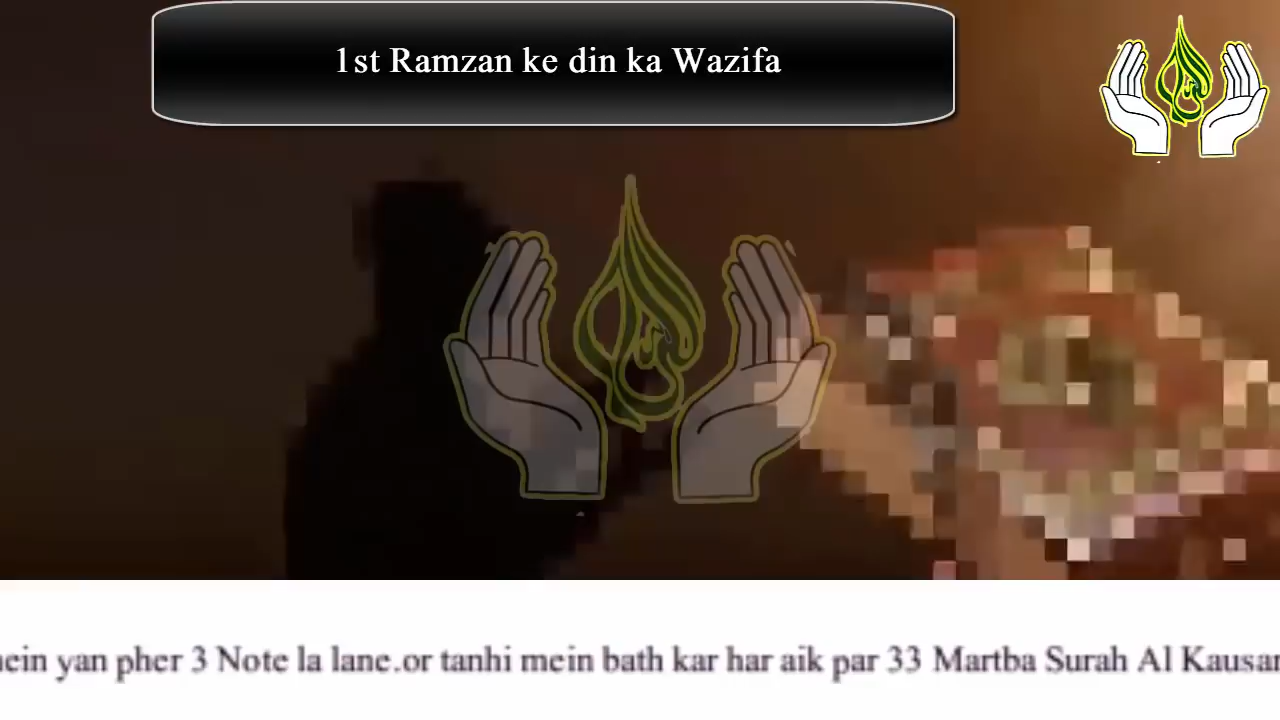 1st Ramzan ke din ka Wazifa
yan pher 3 Note la lane.or tanhi mein bath kar har aik par 33 Martba Surah Al Kausar